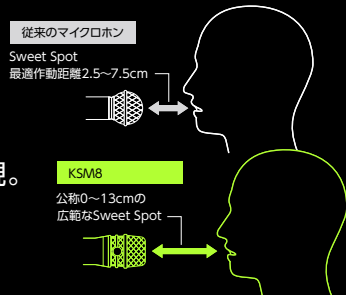 従来のマイクロホン
Sweet Spot
最適作動距離2.5〜7.5cm
現。
KSM8
公称0〜13cmの
広範なSweet Spot